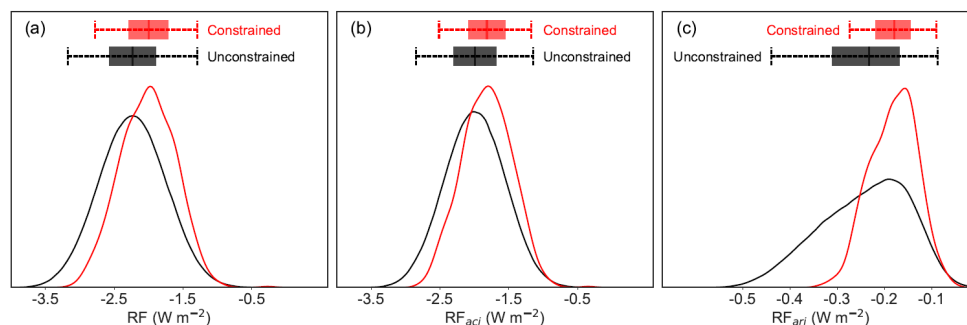 (a)
Constrained
Unconstrained
-3.5 -2.5 -1.5 -0.5
RF (W m⁻²)
(b)
Constrained
Unconstrained
-3.5 -2.5 -1.5 -0.5
RFaci (W m⁻²)
(c)
Constrained
Unconstrained
-0.5 -0.4 -0.3 -0.2 -0.1
RFari (W m⁻²)